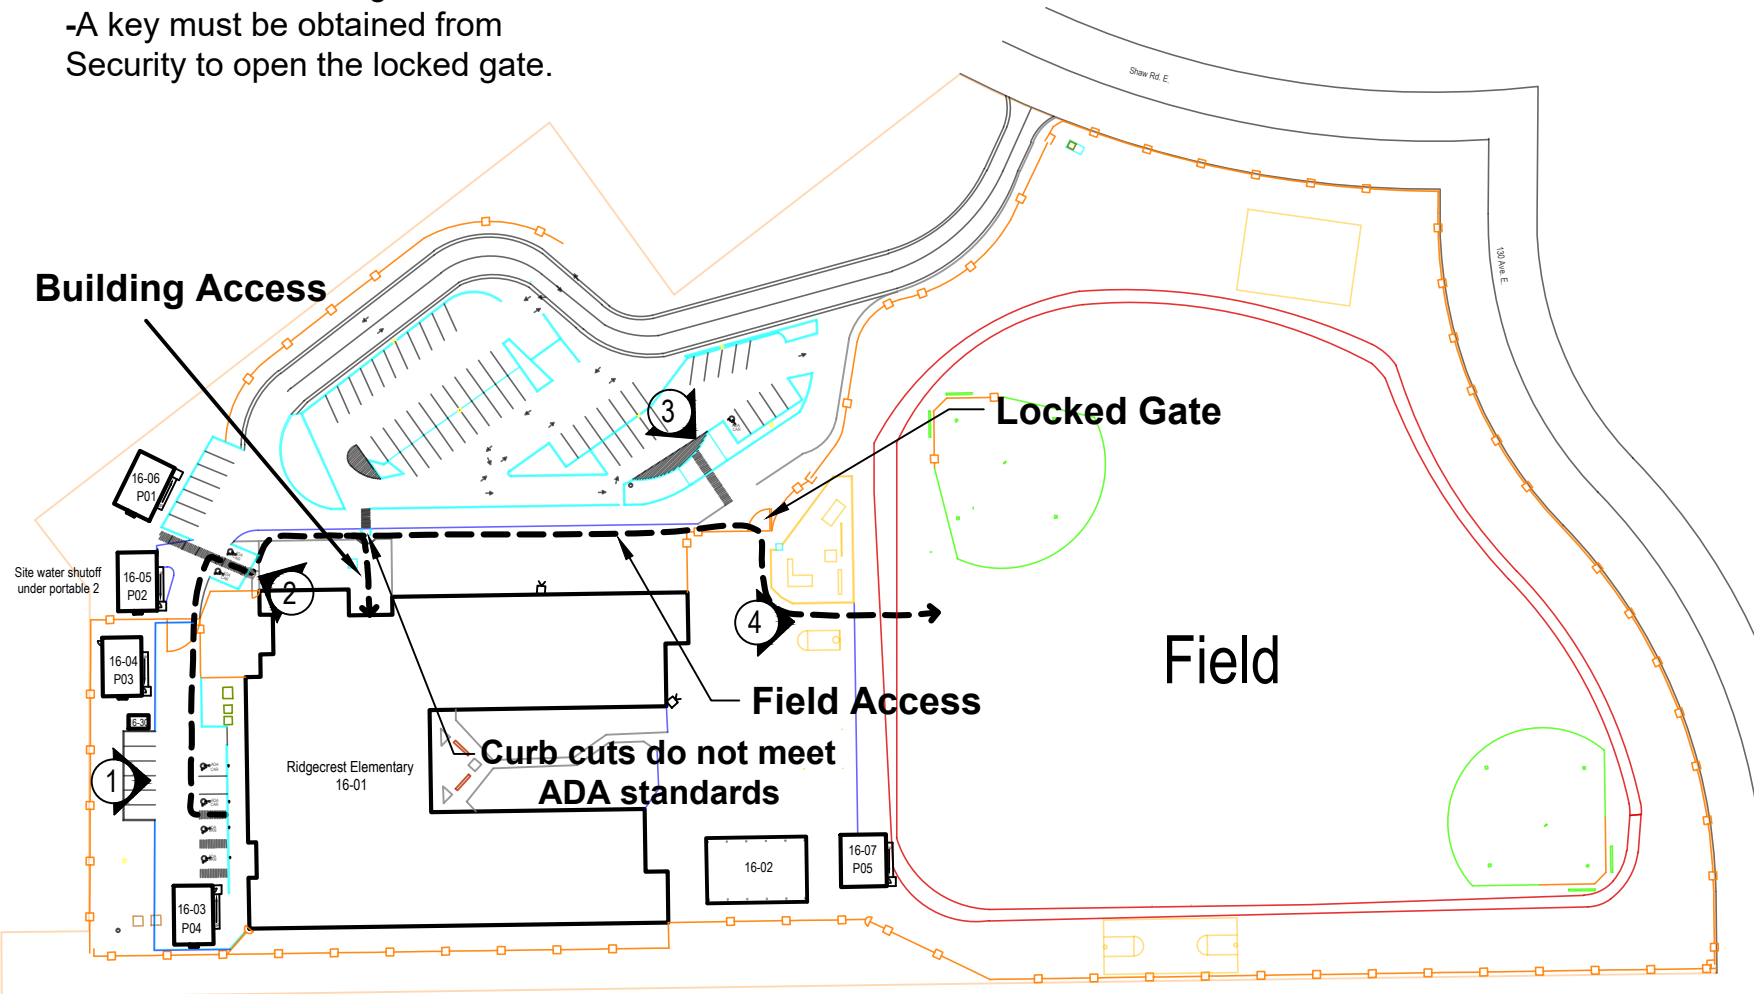 -A key must be obtained from
Security to open the locked gate.
Shaw Rd. E.
130 Ave. E.
Building Access
3
Locked Gate
16-06
P01
Site water shutoff
under portable 2
16-05
P02
2
4
Field
16-04
P03
Field Access
Curb cuts do not meet
ADA standards
Ridgecrest Elementary
16-01
1
16-02
16-07
P05
16-03
P04